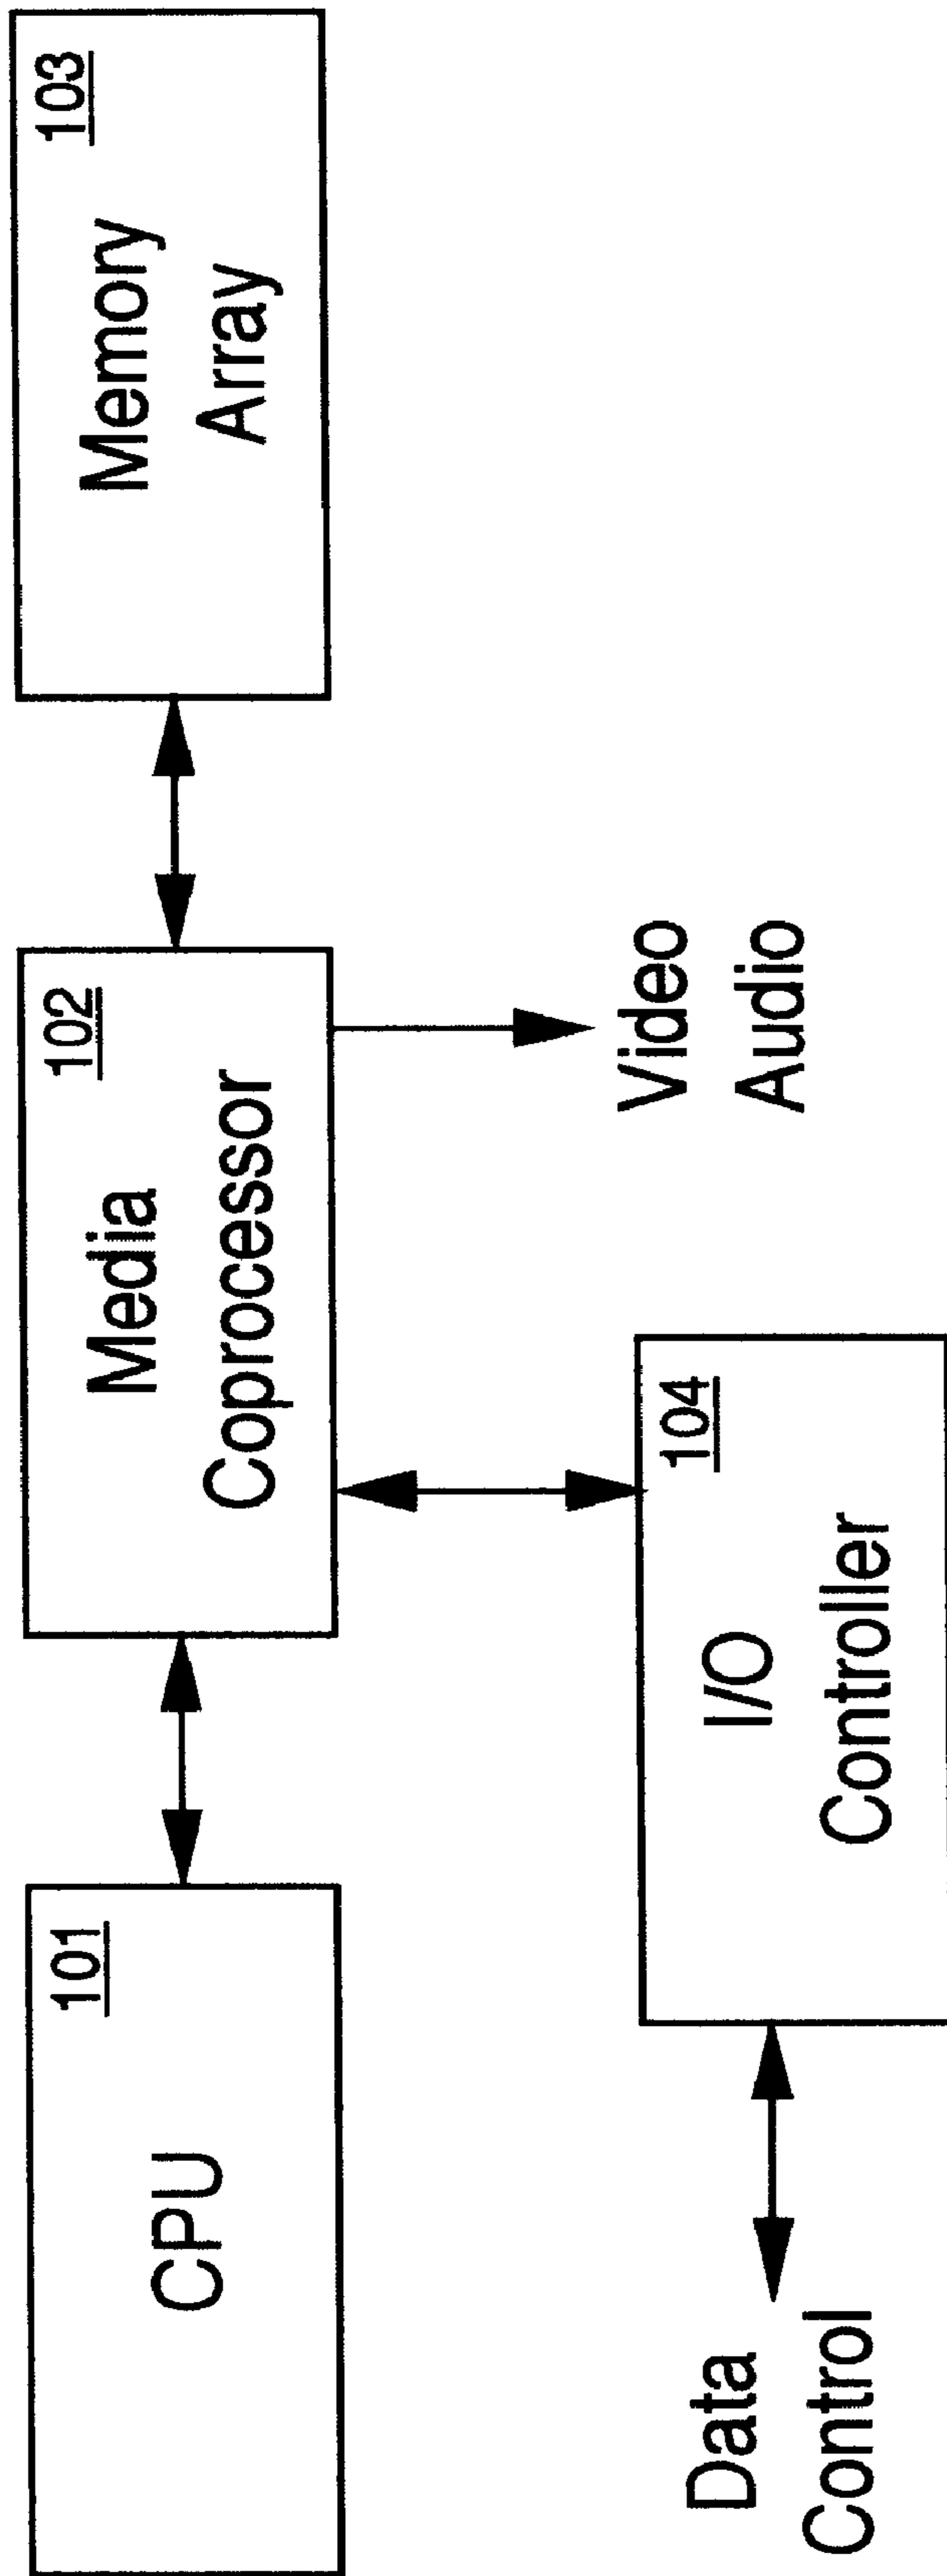 101
CPU
102
Media
Coprocessor
103
Memory
Array
Video
Audio
104
I/O
Controller
Data
Control